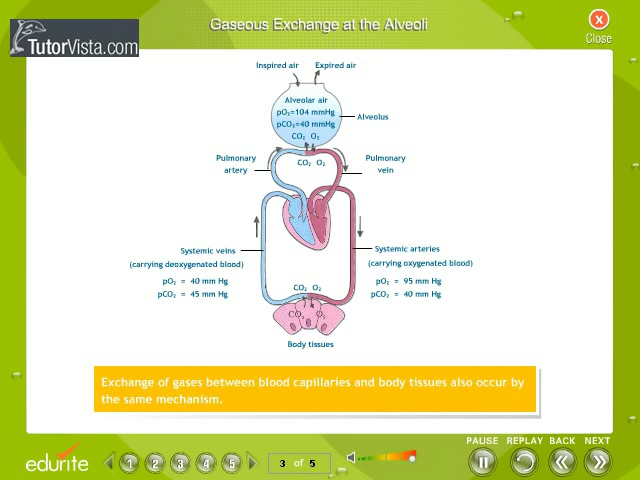 Gaseous Exchange at the Alveoli
X
Close
TutorVista.com
Inspired air
Expired air
Alveolar air
pO₂=104 mmHg
pCO₂=40 mmHg
CO₂ O₂
Alveolus
CO₂ O₂
Pulmonary
artery
Pulmonary
vein
Systemic veins
(carrying deoxygenated blood)
pO₂ = 40 mm Hg
pCO₂ = 45 mm Hg
Systemic arteries
(carrying oxygenated blood)
pO₂ = 95 mm Hg
pCO₂ = 40 mm Hg
CO₂ O₂
CO₂ O₂
Body tissues
Exchange of gases between blood capillaries and body tissues also occur by
the same mechanism.
PAUSE REPLAY BACK NEXT
edurite
1 2 3 4 5
3 of 5